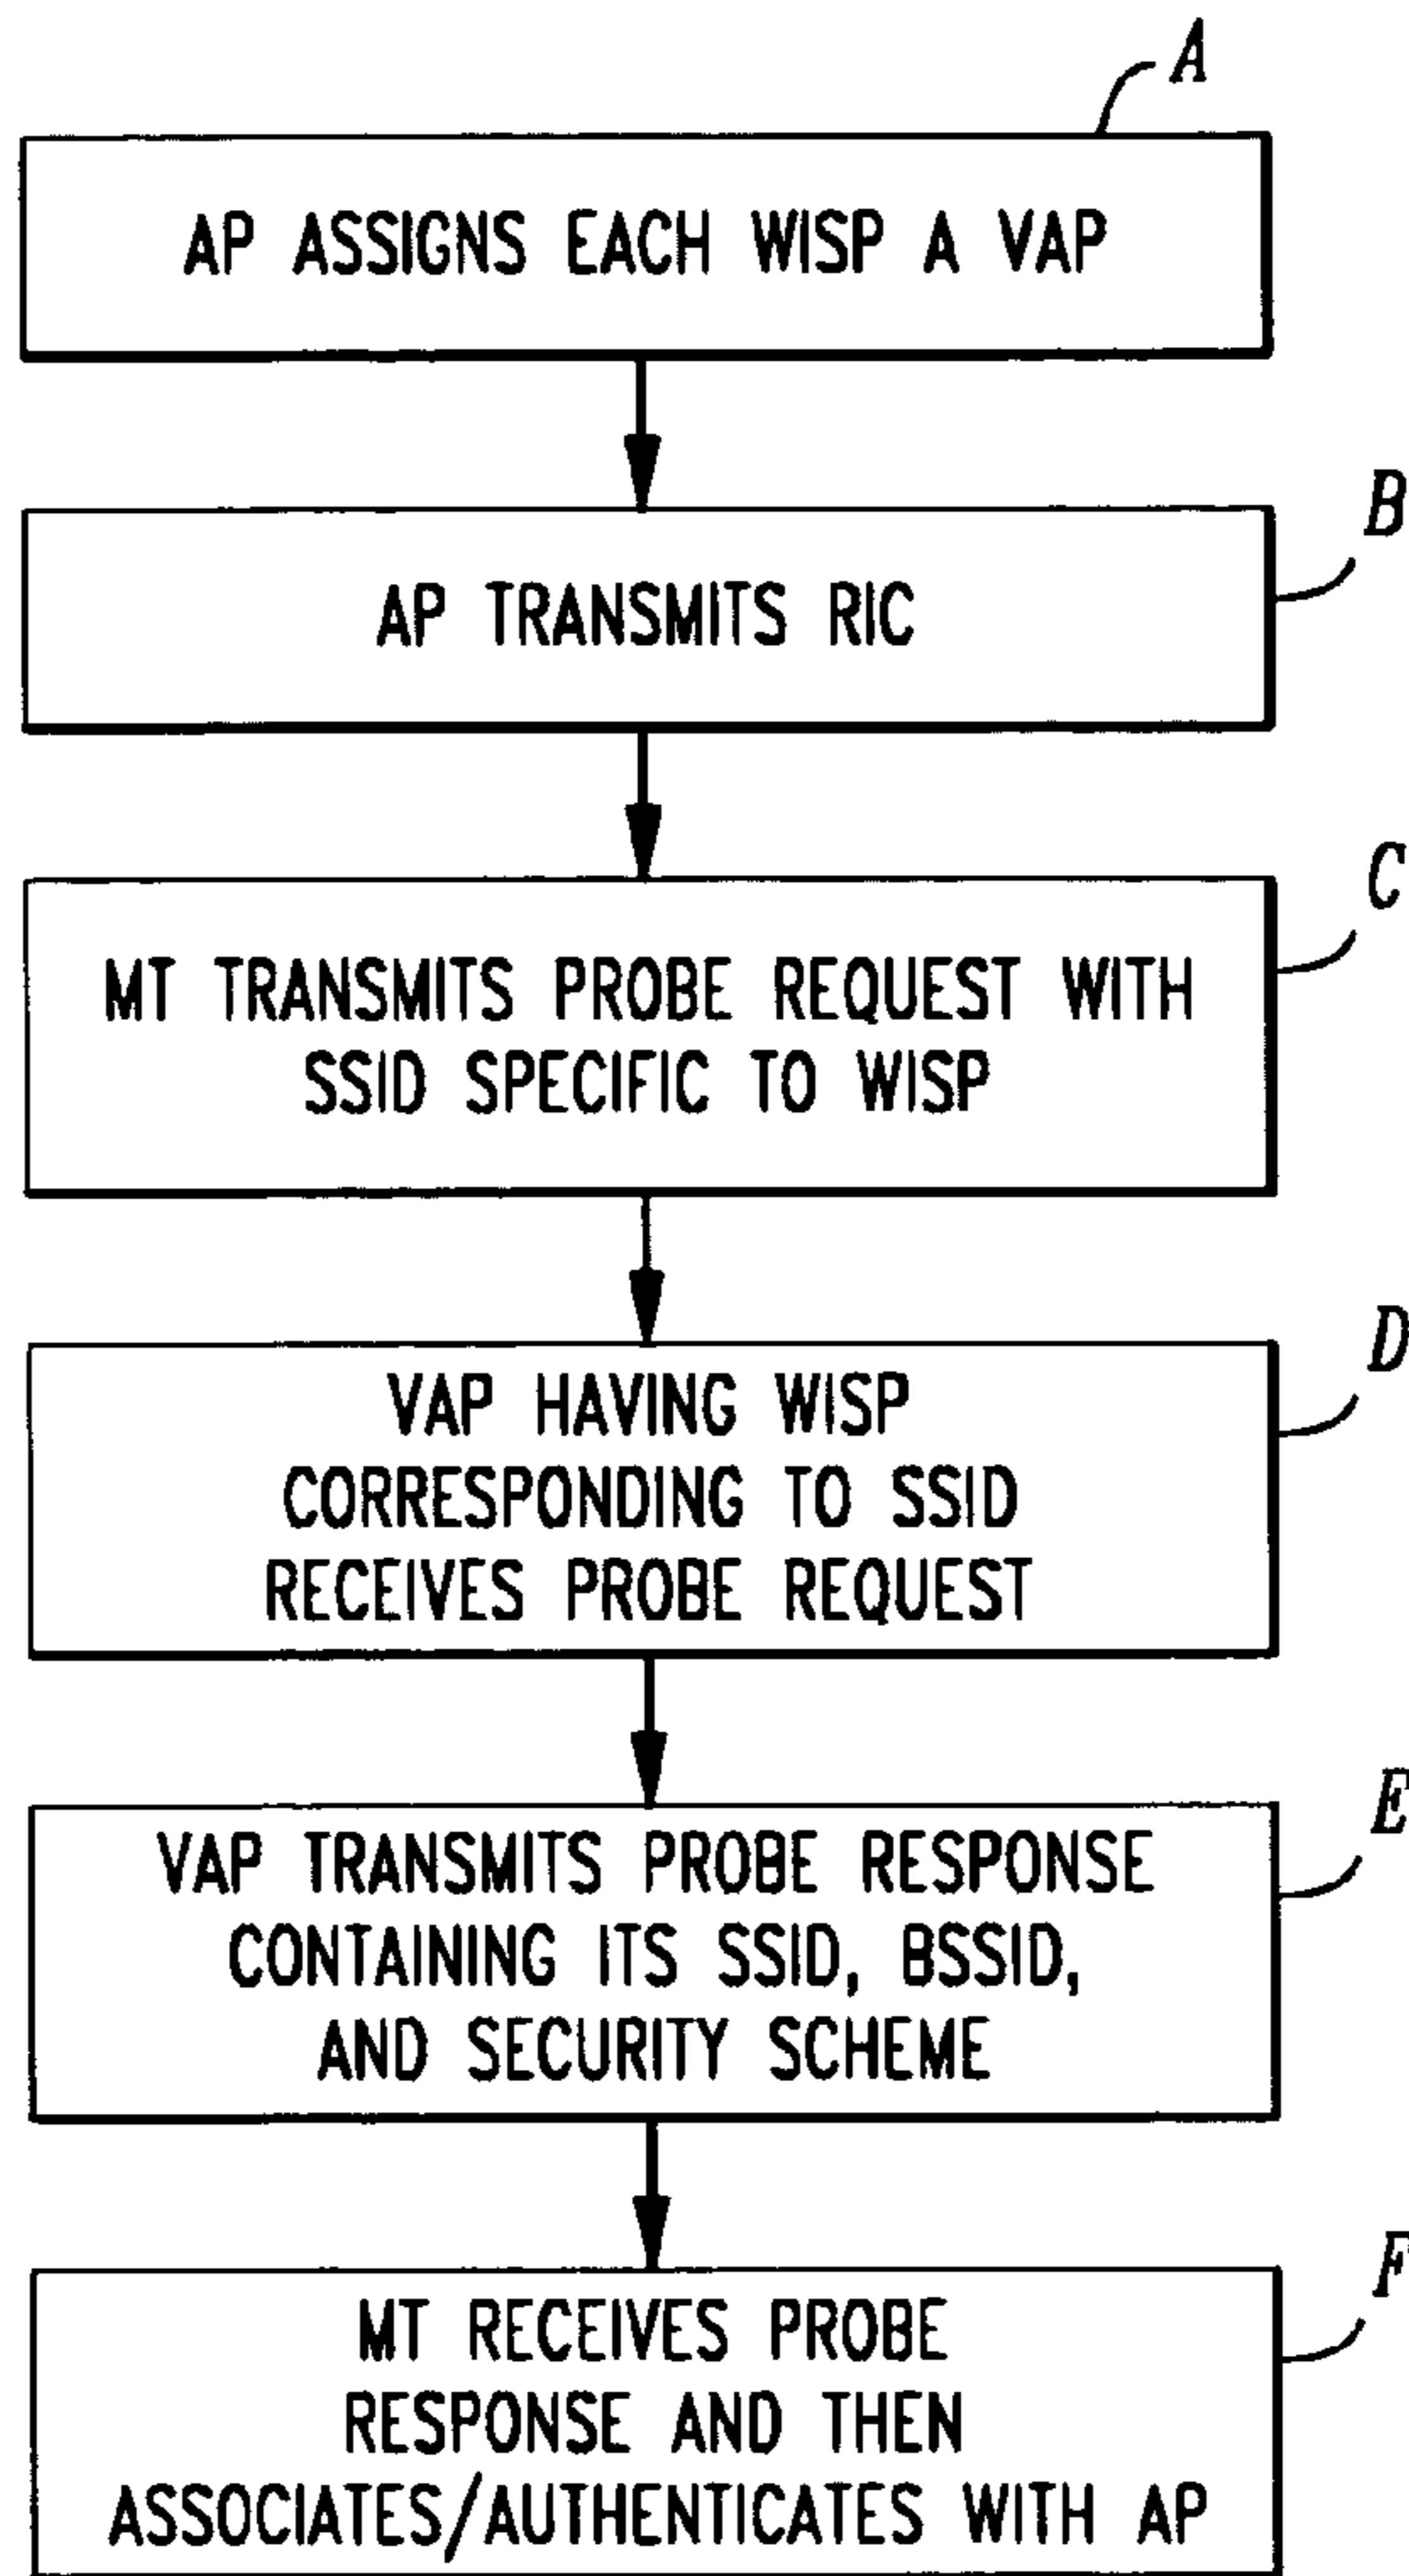 A
AP ASSIGNS EACH WISP A VAP
B
AP TRANSMITS RIC
C
MT TRANSMITS PROBE REQUEST WITH
SSID SPECIFIC TO WISP
D
VAP HAVING WISP
CORRESPONDING TO SSID
RECEIVES PROBE REQUEST
E
VAP TRANSMITS PROBE RESPONSE
CONTAINING ITS SSID, BSSID,
AND SECURITY SCHEME
F
MT RECEIVES PROBE
RESPONSE AND THEN
ASSOCIATES/AUTHENTICATES WITH AP